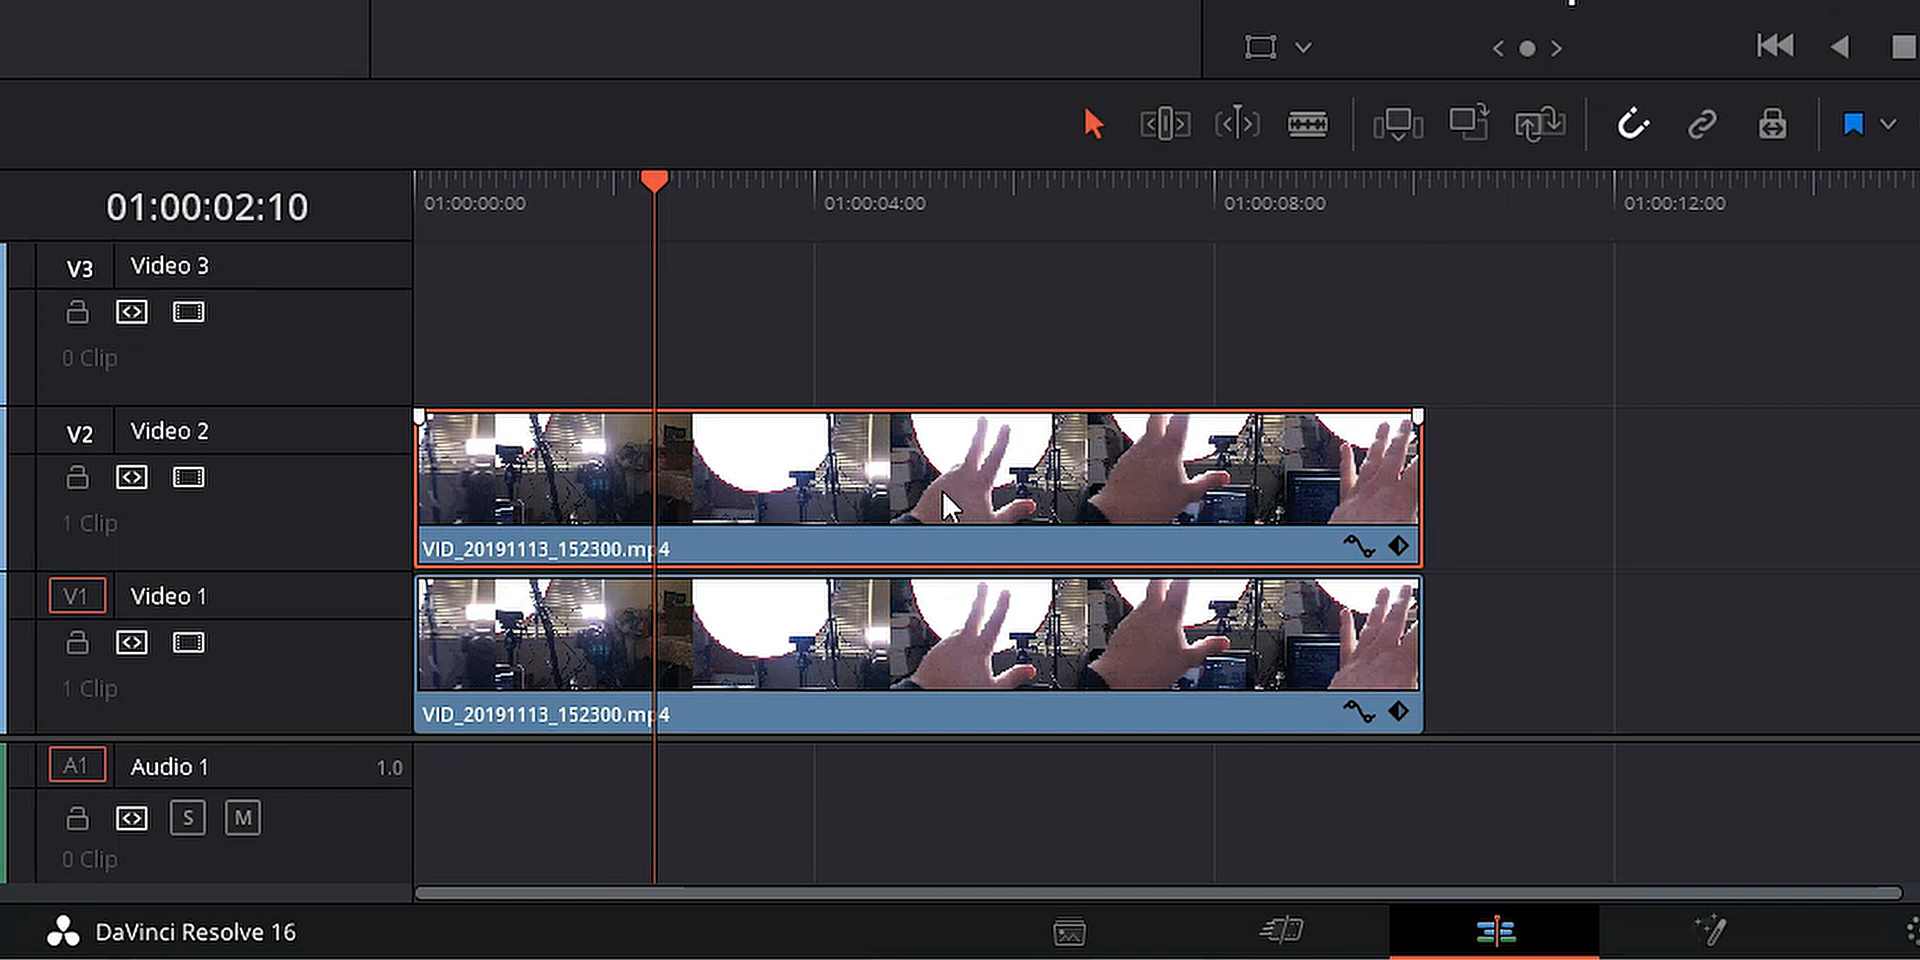 01:00:02:10
01:00:00:00
01:00:04:00
01:00:08:00
01:00:12:00
V3 Video 3
0 Clip
V2 Video 2
1 Clip
VID_20191113_152300.mp4
V1 Video 1
1 Clip
VID_20191113_152300.mp4
A1 Audio 1 1.0
S M
0 Clip
DaVinci Resolve 16